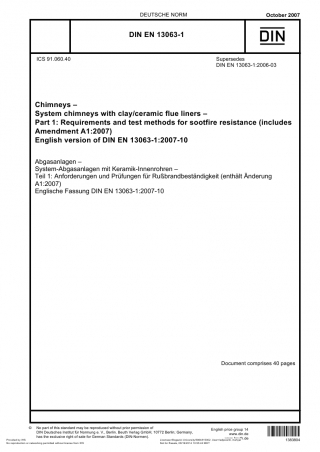 DEUTSCHE NORM
October 2007
DIN EN 13063-1
DIN
ICS 91.060.40
Supersedes
DIN EN 13063-1:2006-03
Chimneys –
System chimneys with clay/ceramic flue liners –
Part 1: Requirements and test methods for sootfire resistance (includes
Amendment A1:2007)
English version of DIN EN 13063-1:2007-10
Abgasanlagen –
System-Abgasanlagen mit Keramik-Innenrohren –
Teil 1: Anforderungen und Prüfungen für Rußbrandbeständigkeit (enthält Änderung
A1:2007)
Englische Fassung DIN EN 13063-1:2007-10
Document comprises 40 pages
© No part of this standard may be reproduced without prior permission of
DIN Deutsches Institut für Normung e. V., Berlin. Beuth Verlag GmbH, 10772 Berlin, Germany,
has the exclusive right of sale for German Standards (DIN-Normen).
English price group 14
www.din.de